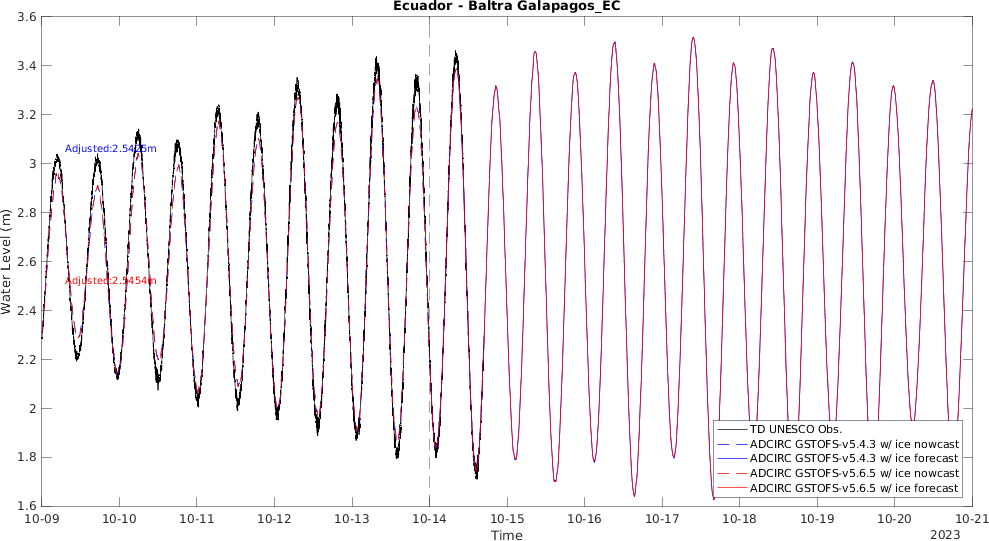 Ecuador - Baltra Galapagos_EC
Water Level (m)
3.6
3.4
3.2
3
2.8
2.6
2.4
2.2
2
1.8
1.6
Adjusted:2.5425m
Adjusted:2.5454m
TD UNESCO Obs.
ADCIRC GSTOFS-v5.4.3 w/ ice nowcast
ADCIRC GSTOFS-v5.4.3 w/ ice forecast
ADCIRC GSTOFS-v5.6.5 w/ ice nowcast
ADCIRC GSTOFS-v5.6.5 w/ ice forecast
10-09 10-10 10-11 10-12 10-13 10-14 10-15 10-16 10-17 10-18 10-19 10-20 10-21
Time
2023